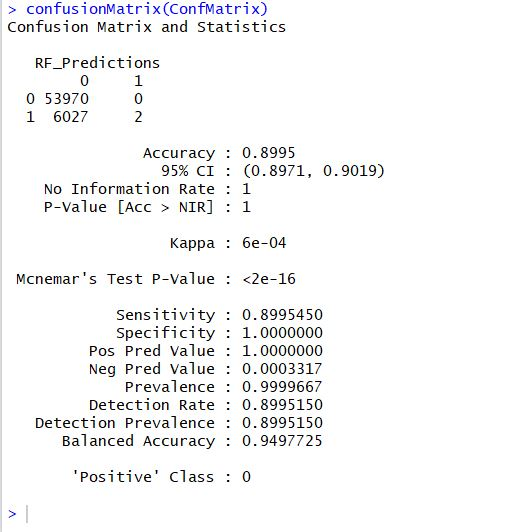 > confusionMatrix(ConfMatrix)
Confusion Matrix and Statistics
RF_Predictions
0 1
0 53970 0
1 6027 2
Accuracy : 0.8995
95% CI : (0.8971, 0.9019)
No Information Rate : 1
P-Value [Acc > NIR] : 1
Kappa : 6e-04
Mcnemar's Test P-Value : <2e-16
Sensitivity : 0.8995450
Specificity : 1.0000000
Pos Pred Value : 1.0000000
Neg Pred Value : 0.0003317
Prevalence : 0.9999667
Detection Rate : 0.8995150
Detection Prevalence : 0.8995150
Balanced Accuracy : 0.9497725
'Positive' Class : 0
>